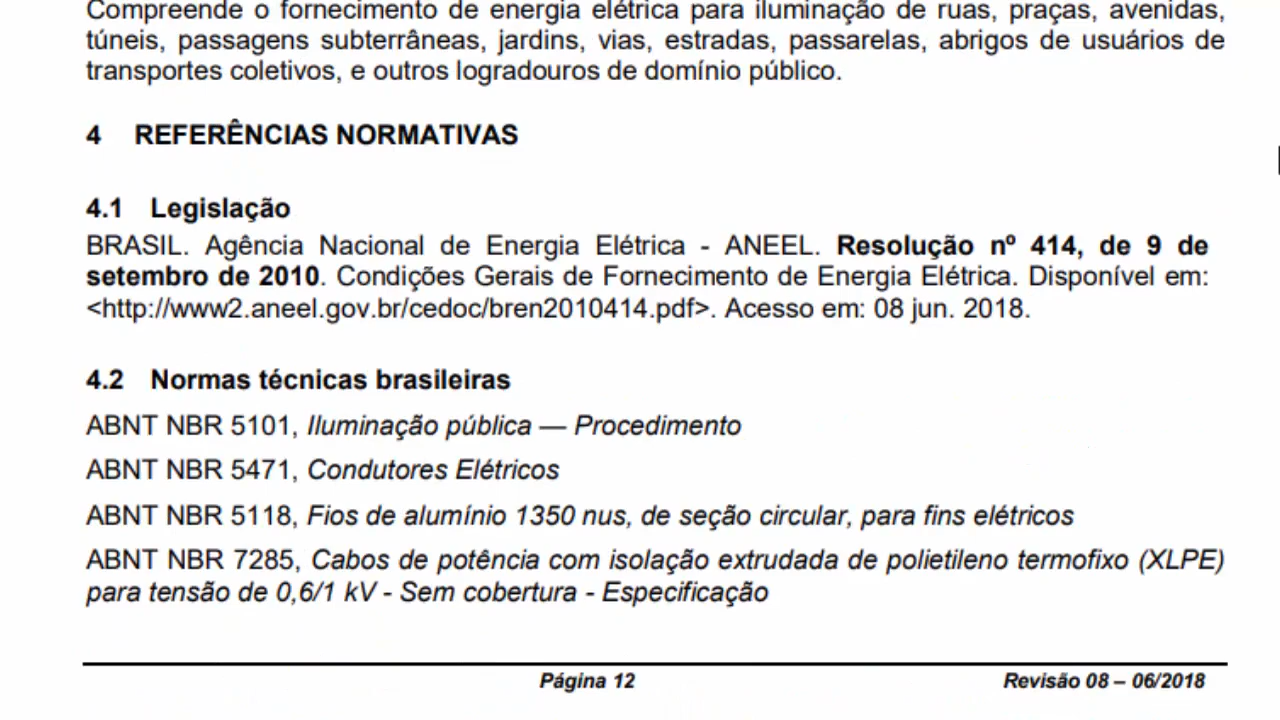 Compreende o fornecimento de energia elétrica para iluminação de ruas, praças, avenidas,
túneis, passagens subterrâneas, jardins, vias, estradas, passarelas, abrigos de usuários de
transportes coletivos, e outros logradouros de domínio público.
4 REFERÊNCIAS NORMATIVAS
4.1 Legislação
BRASIL. Agência Nacional de Energia Elétrica - ANEEL. Resolução nº 414, de 9 de
setembro de 2010. Condições Gerais de Fornecimento de Energia Elétrica. Disponível em:
<http://www2.aneel.gov.br/cedoc/bren2010414.pdf>. Acesso em: 08 jun. 2018.
4.2 Normas técnicas brasileiras
ABNT NBR 5101, Iluminação pública — Procedimento
ABNT NBR 5471, Condutores Elétricos
ABNT NBR 5118, Fios de alumínio 1350 nus, de seção circular, para fins elétricos
ABNT NBR 7285, Cabos de potência com isolação extrudada de polietileno termofixo (XLPE)
para tensão de 0,6/1 kV - Sem cobertura - Especificação
Página 12 Revisão 08 – 06/2018